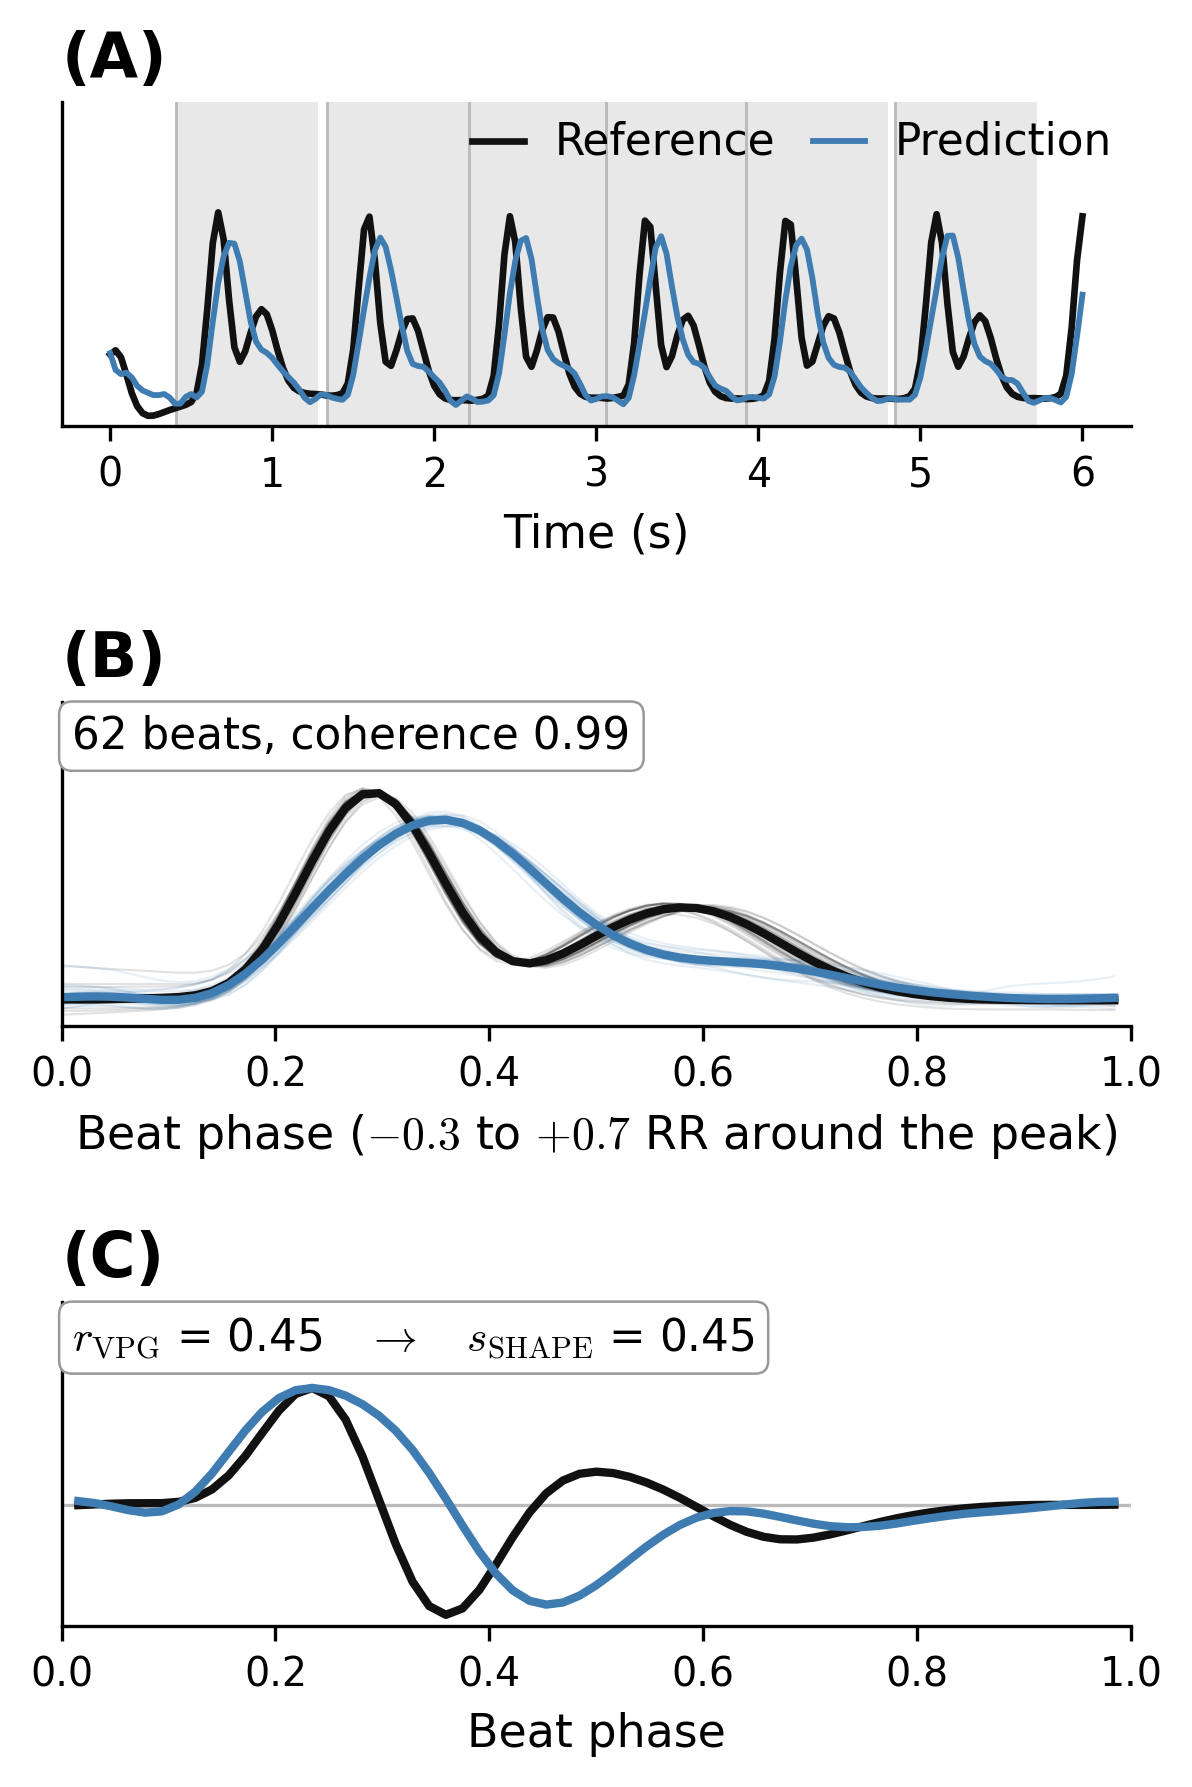 (A)
Reference Prediction
0 1 2 3 4 5 6
Time (s)
(B)
62 beats, coherence 0.99
0.0 0.2 0.4 0.6 0.8 1.0
Beat phase (−0.3 to +0.7 RR around the peak)
(C)
r_VPG = 0.45 → s_SHAPE = 0.45
0.0 0.2 0.4 0.6 0.8 1.0
Beat phase